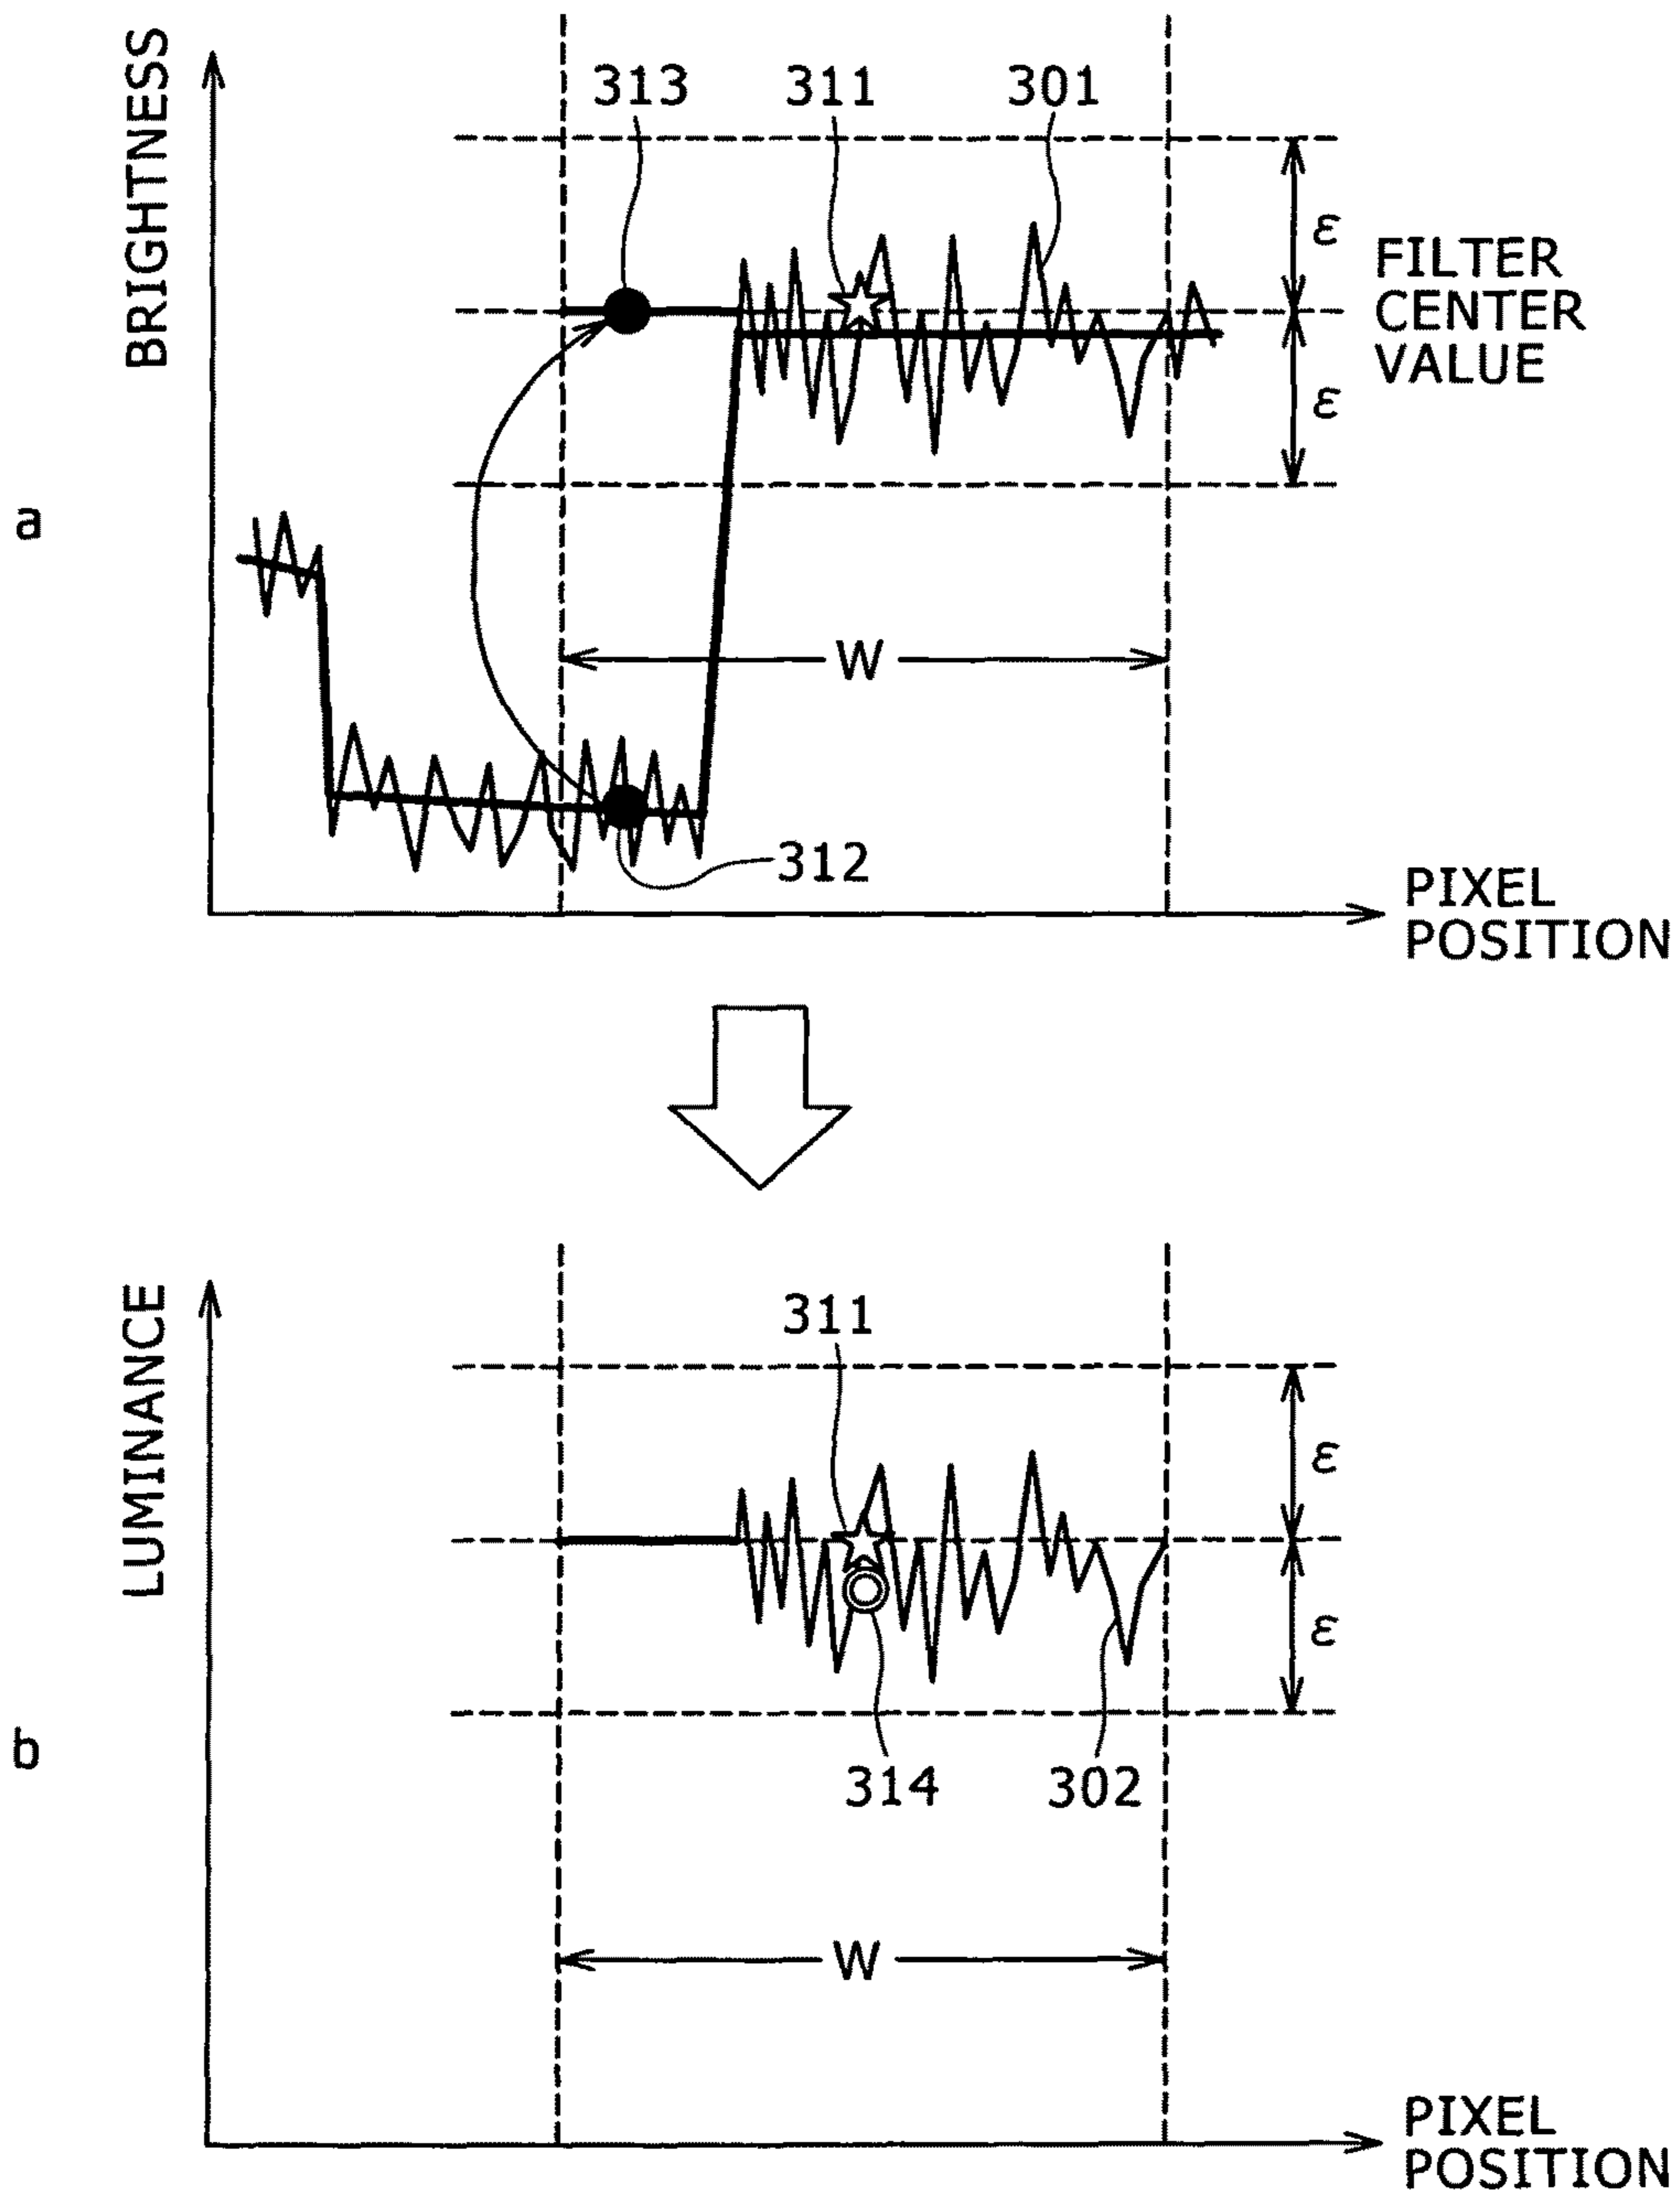 a
BRIGHTNESS
313
311
301
ε
FILTER
CENTER
VALUE
ε
W
312
PIXEL
POSITION
b
LUMINANCE
311
ε
ε
314
302
W
PIXEL
POSITION